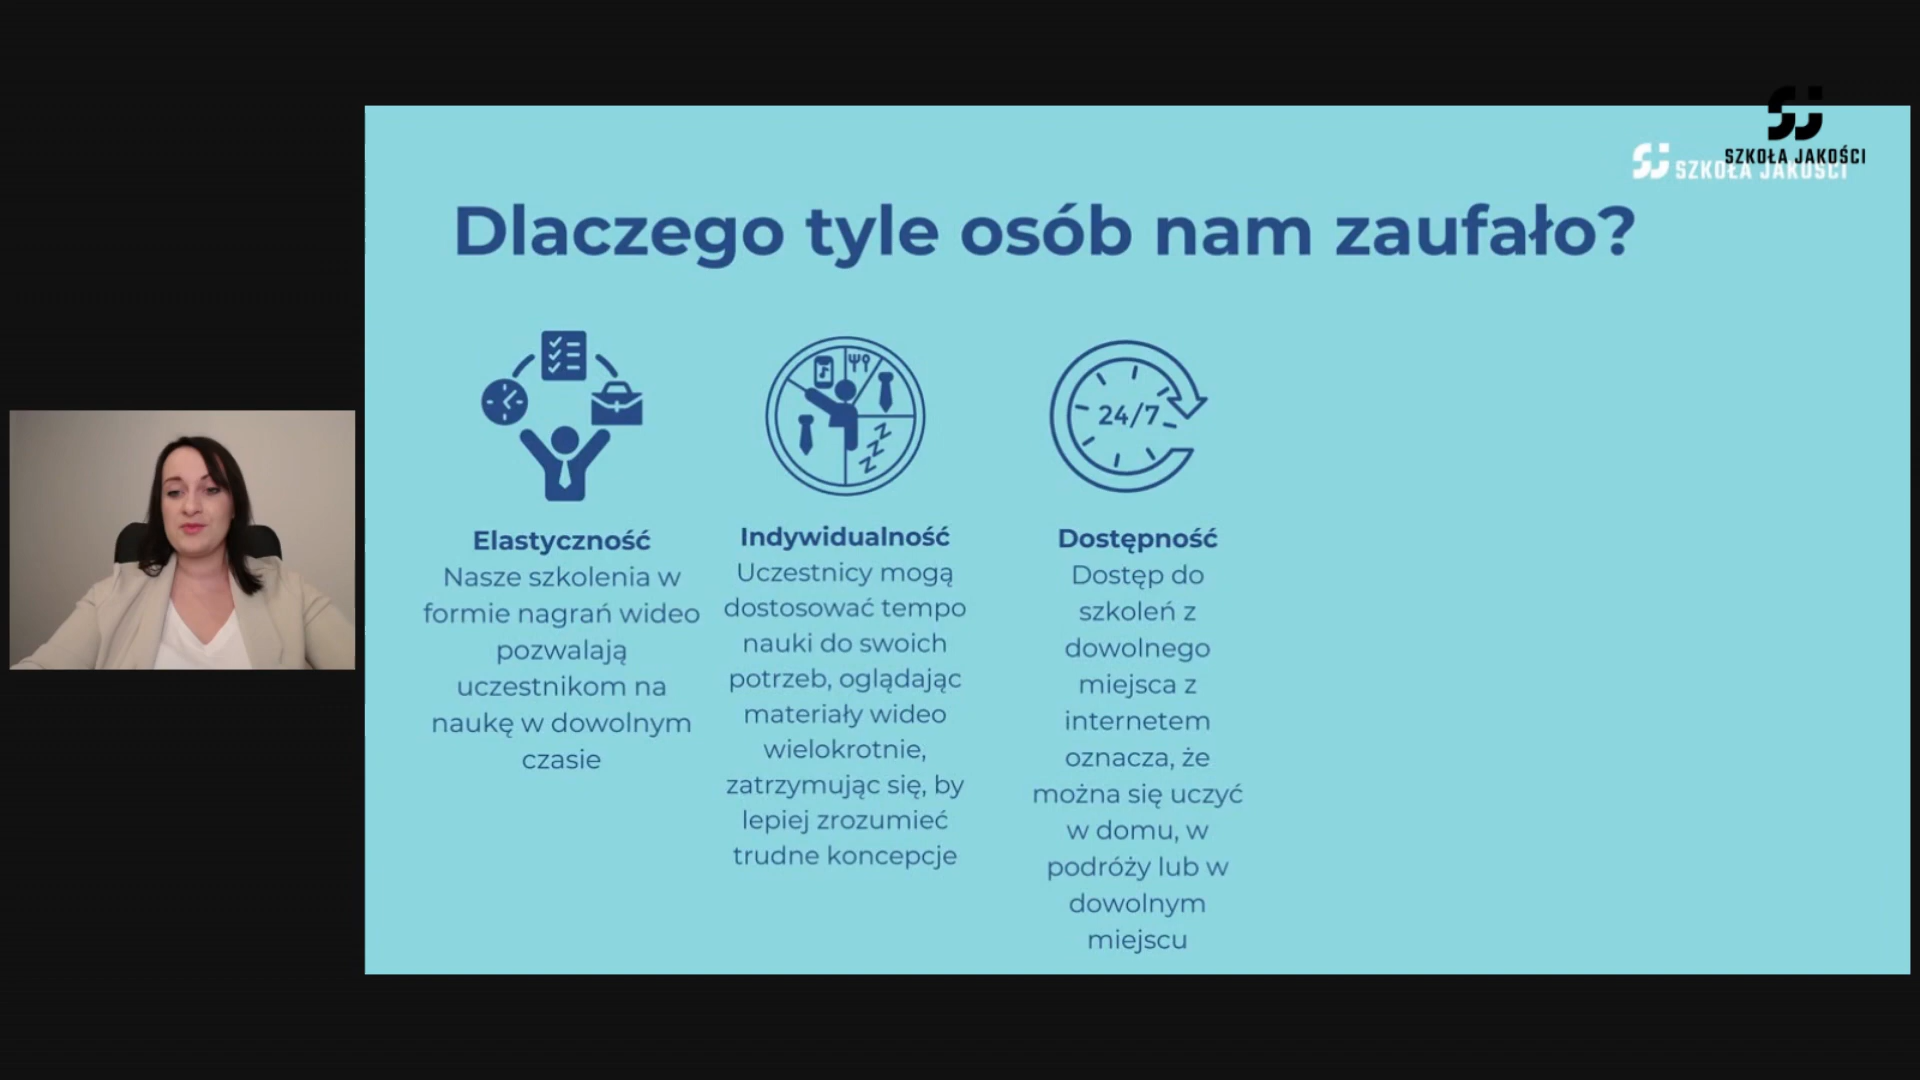 SZKOŁA JAKOŚCI
SZKOŁA JAKOŚCI
Dlaczego tyle osób nam zaufało?
24/7
Z
Z
Z
Elastyczność
Nasze szkolenia w
formie nagrań wideo
pozwalają
uczestnikom na
naukę w dowolnym
czasie
Indywidualność
Uczestnicy mogą
dostosować tempo
nauki do swoich
potrzeb, oglądając
materiały wideo
wielokrotnie,
zatrzymując się, by
lepiej zrozumieć
trudne koncepcje
Dostępność
Dostęp do
szkoleń z
dowolnego
miejsca z
internetem
oznacza, że
można się uczyć
w domu, w
podróży lub w
dowolnym
miejscu